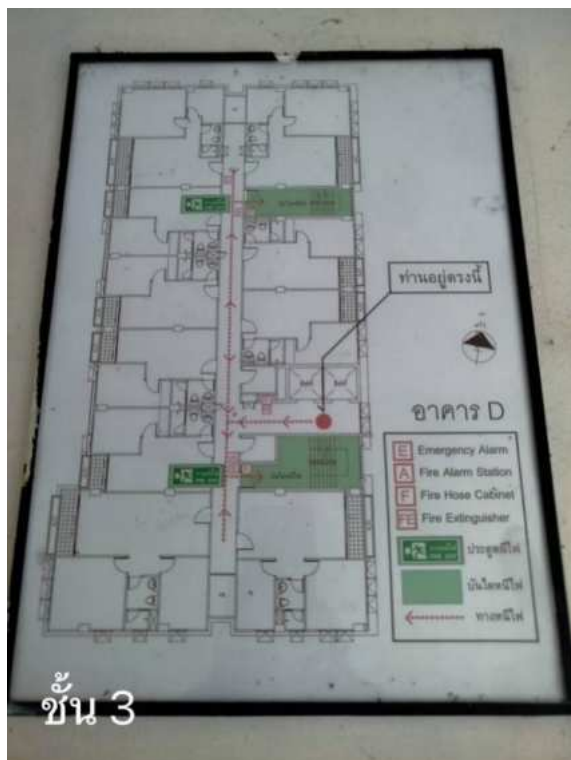 ท่านอยู่ตรงนี้
อาคาร D
E Emergency Alarm
A Fire Alarm Station
F Fire Hose Cabinet
FE Fire Extinguisher
ประตูหนีไฟ
บันไดหนีไฟ
ทางหนีไฟ
ชั้น 3